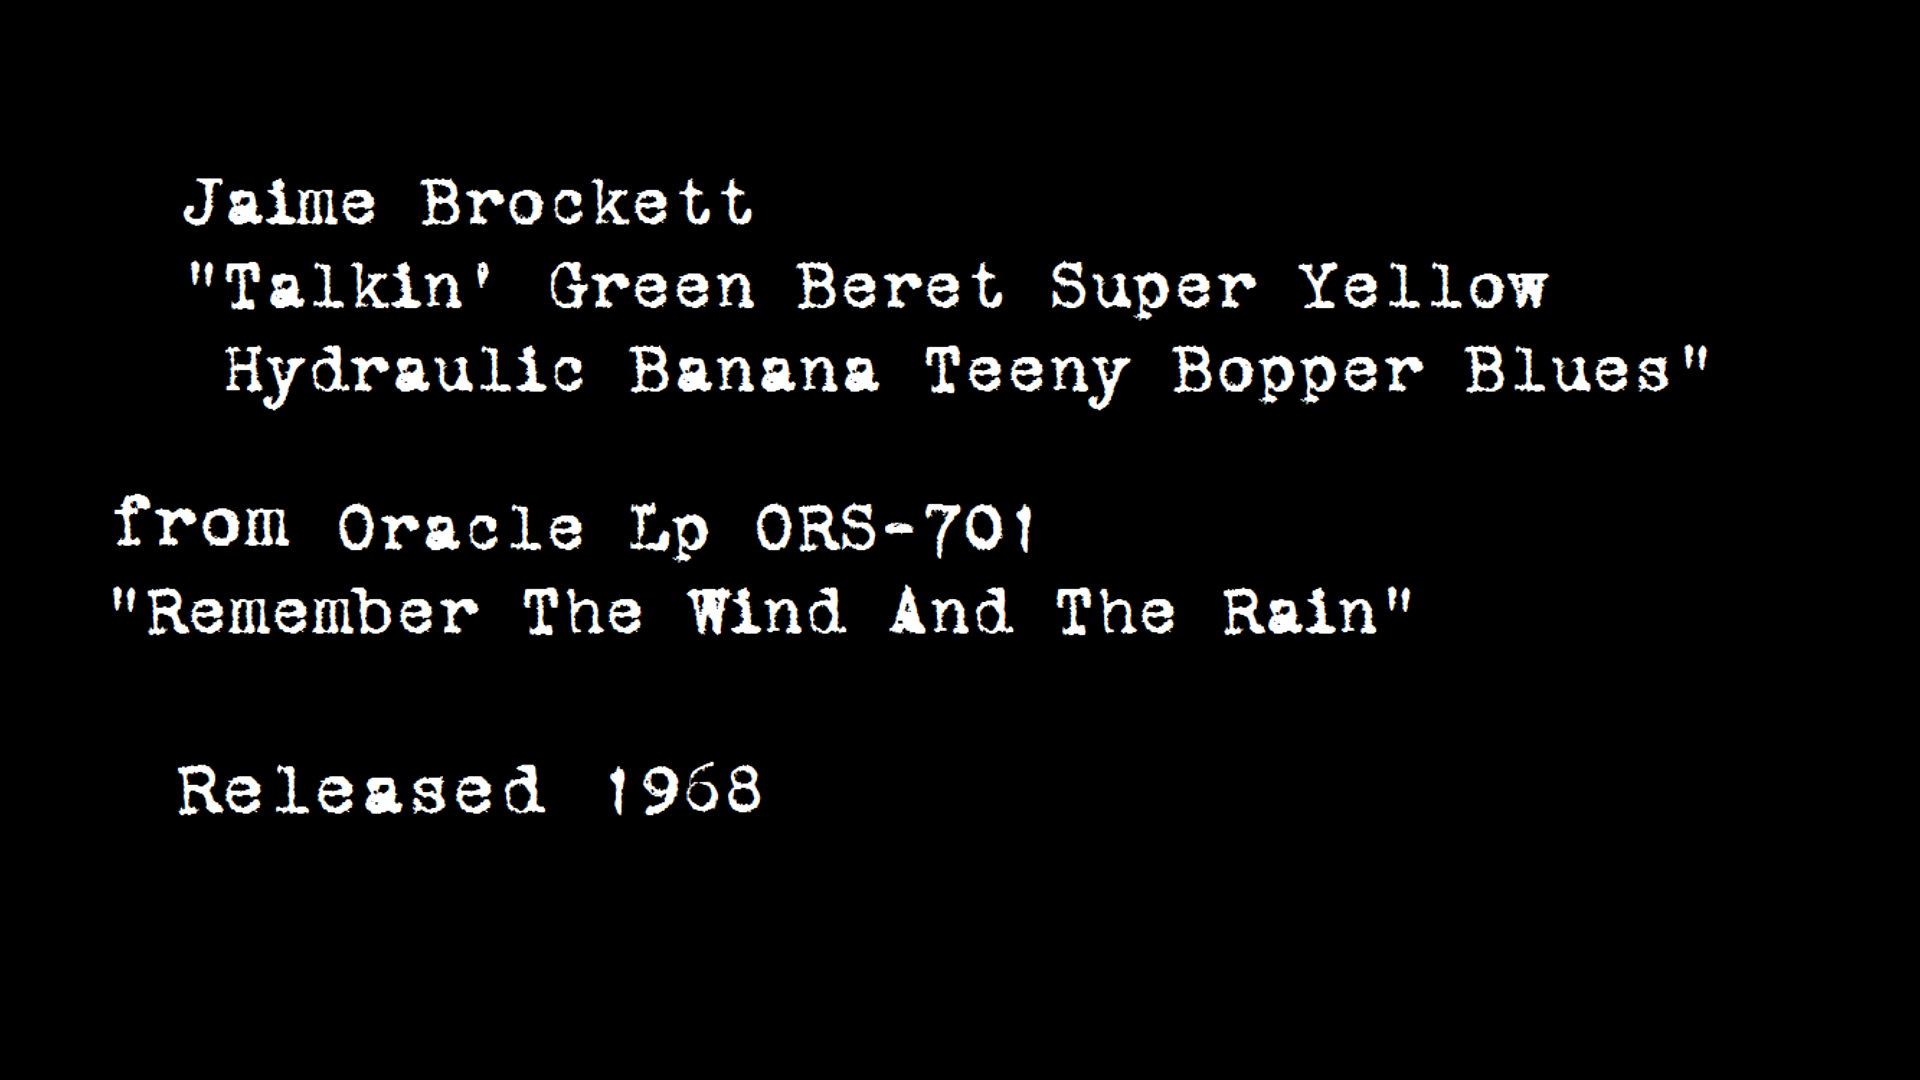 Jaime Brockett
"Talkin' Green Beret Super Yellow
Hydraulic Banana Teeny Bopper Blues"
from Oracle Lp ORS-701
"Remember The Wind And The Rain"
Released 1968